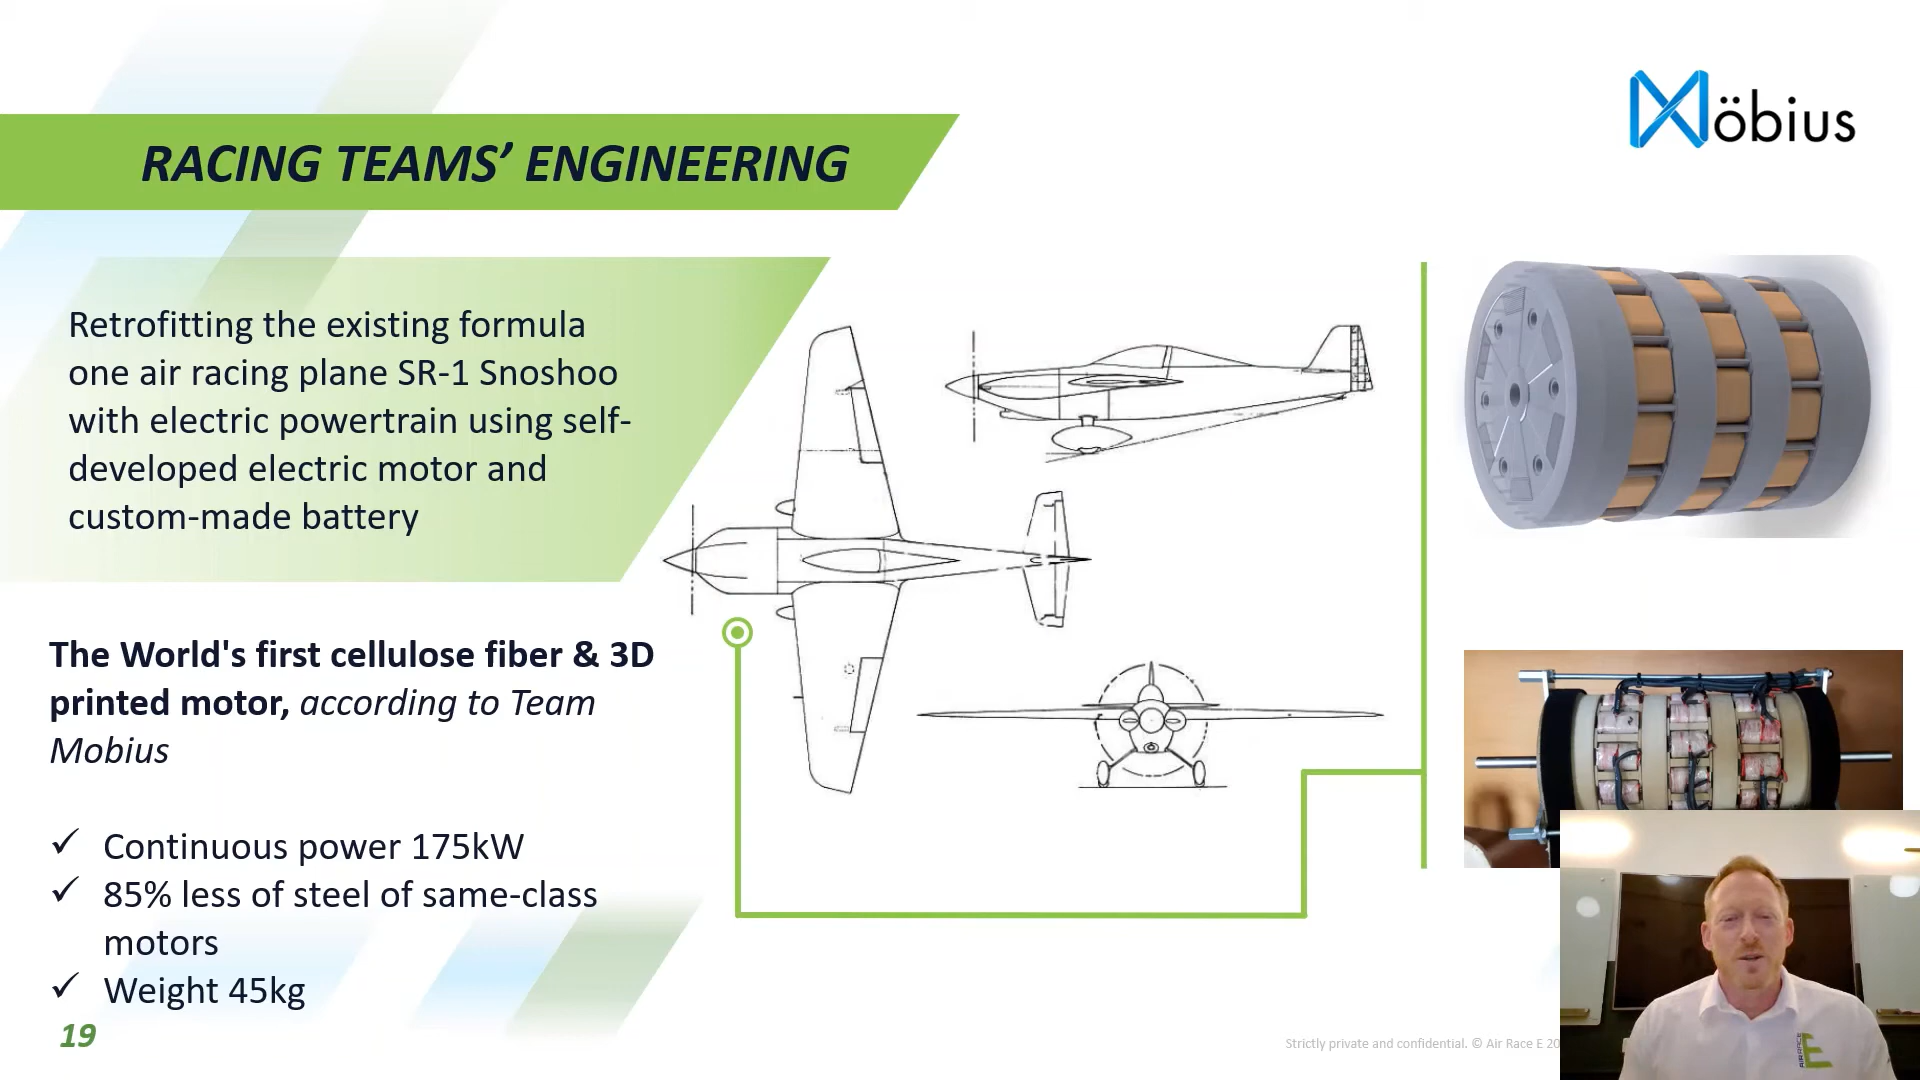 Möbius
RACING TEAMS’ ENGINEERING
Retrofitting the existing formula
one air racing plane SR-1 Snoshoo
with electric powertrain using self-
developed electric motor and
custom-made battery
The World's first cellulose fiber & 3D
printed motor, according to Team
Mobius
✓ Continuous power 175kW
✓ 85% less of steel of same-class
motors
✓ Weight 45kg
19
Strictly private and confidential. © Air Race E 20
AIR RACE E